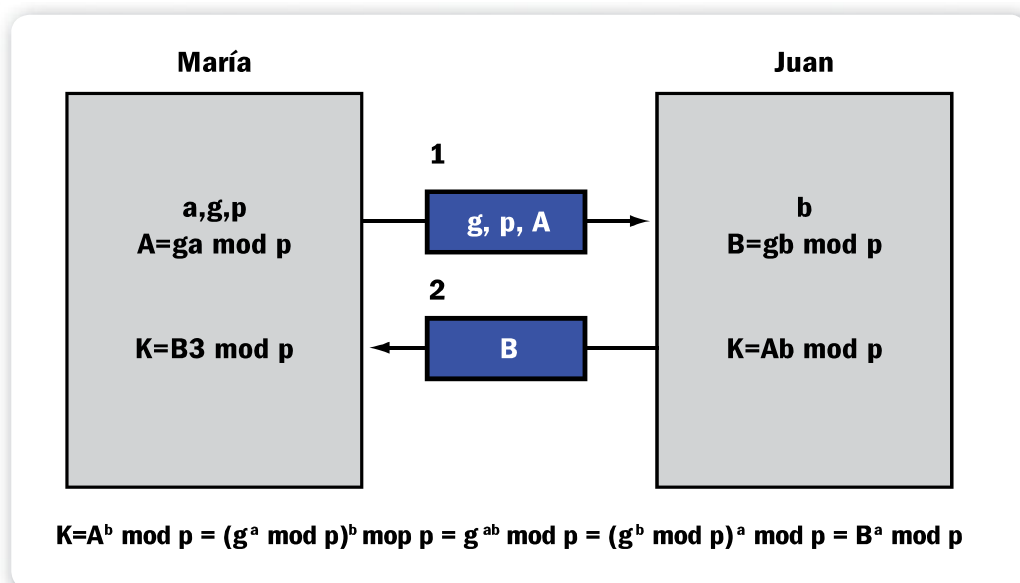 María
Juan
1
a,g,p
A=ga mod p
g, p, A
b
B=gb mod p
2
K=B3 mod p
B
K=Ab mod p
K=Aᵇ mod p = (gᵃ mod p)ᵇ mop p = gᵃᵇ mod p = (gᵇ mod p)ᵃ mod p = Bᵃ mod p